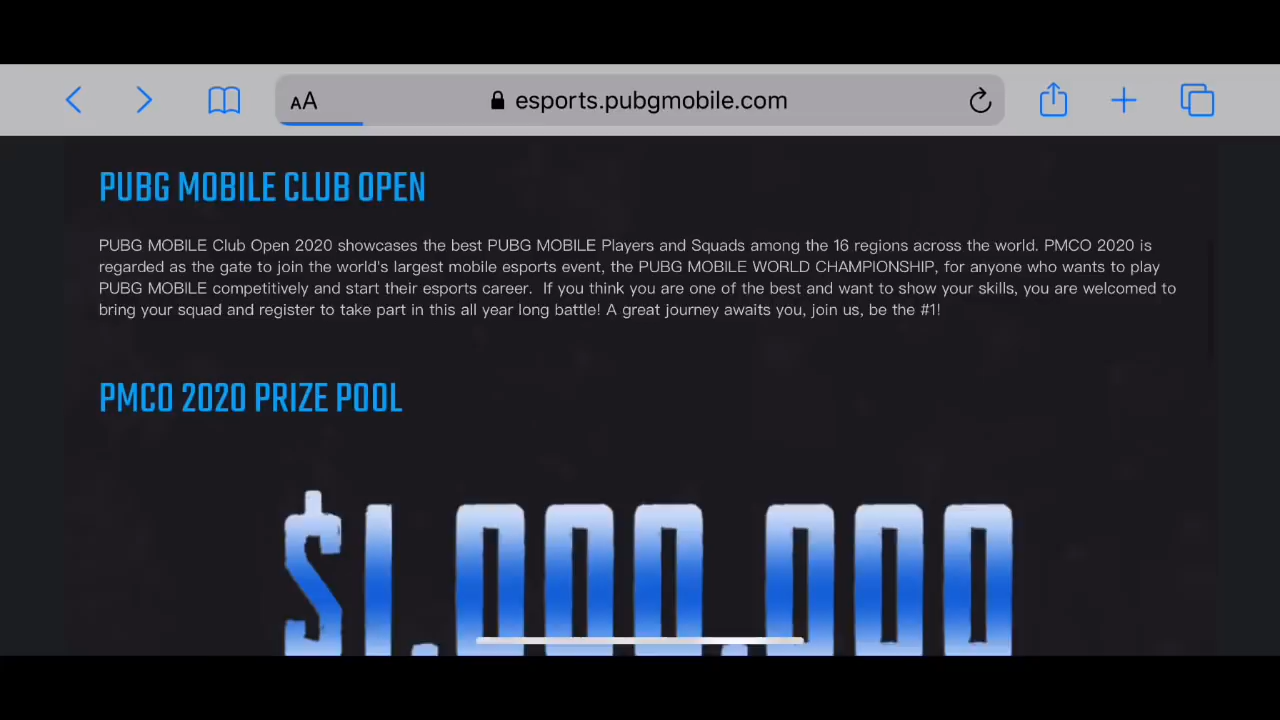 AA
esports.pubgmobile.com
PUBG MOBILE CLUB OPEN
PUBG MOBILE Club Open 2020 showcases the best PUBG MOBILE Players and Squads among the 16 regions across the world. PMCO 2020 is
regarded as the gate to join the world's largest mobile esports event, the PUBG MOBILE WORLD CHAMPIONSHIP, for anyone who wants to play
PUBG MOBILE competitively and start their esports career. If you think you are one of the best and want to show your skills, you are welcomed to
bring your squad and register to take part in this all year long battle! A great journey awaits you, join us, be the #1!
PMCO 2020 PRIZE POOL
$1,000,000